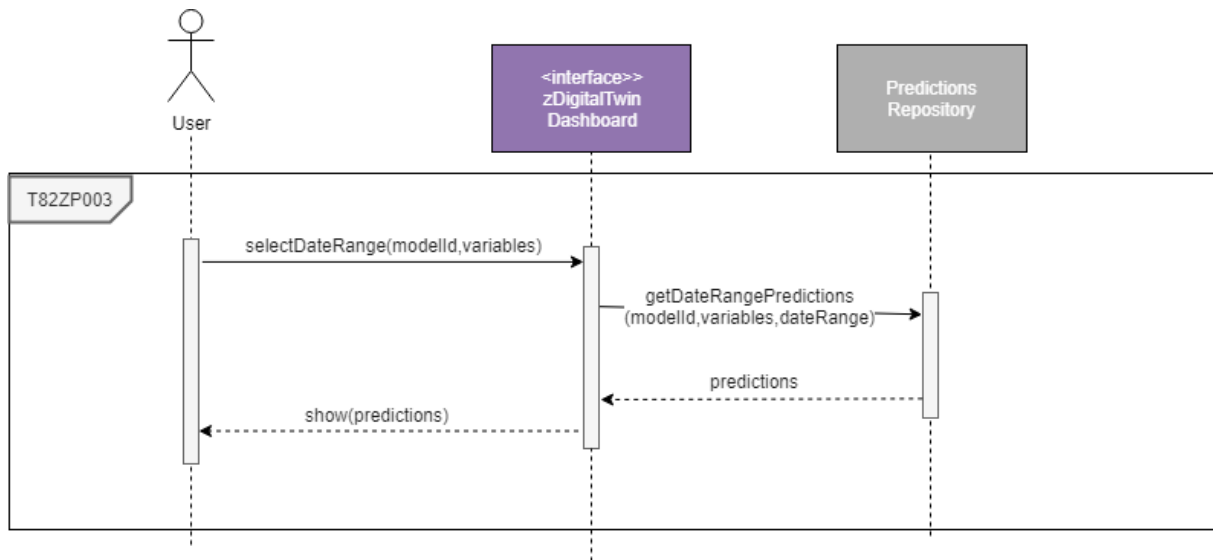 <interface>>
zDigitalTwin
Dashboard
Predictions
Repository
User
T82ZP003
selectDateRange(modelId,variables)
getDateRangePredictions
(modelId,variables,dateRange)
predictions
show(predictions)